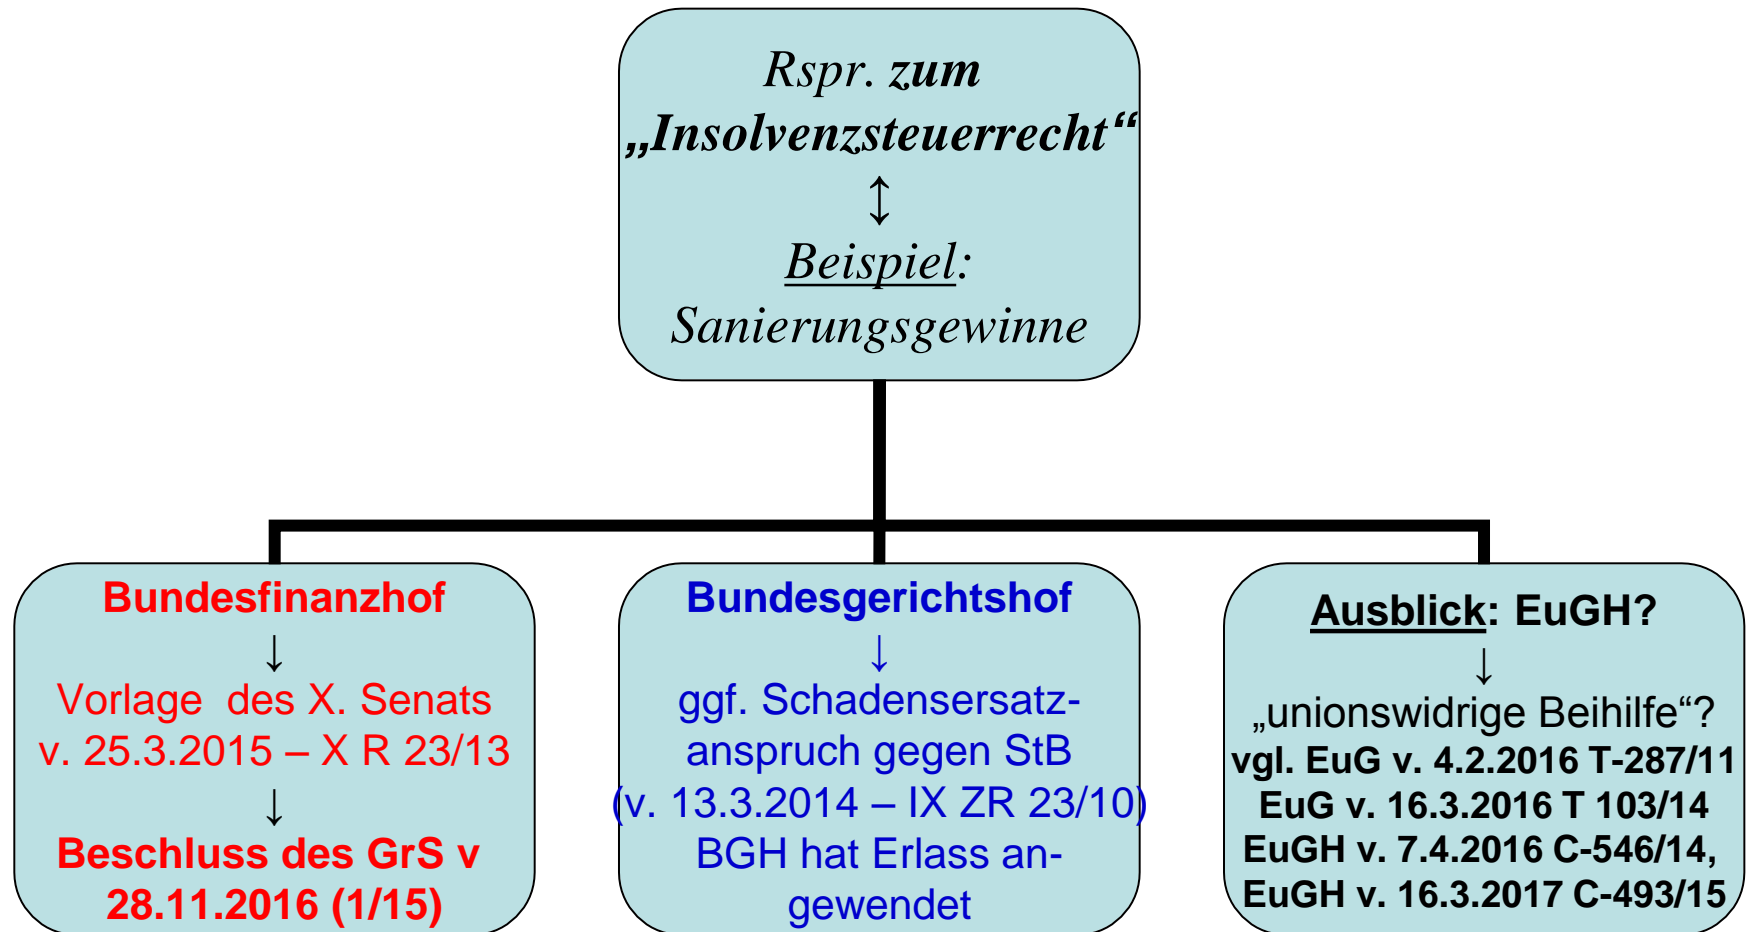 Rspr. zum
„Insolvenzsteuerrecht“
↕
Beispiel:
Sanierungsgewinne
Bundesfinanzhof
↓
Vorlage des X. Senats
v. 25.3.2015 – X R 23/13
↓
Beschluss des GrS v
28.11.2016 (1/15)
Bundesgerichtshof
↓
ggf. Schadensersatz-
anspruch gegen StB
(v. 13.3.2014 – IX ZR 23/10)
BGH hat Erlass an-
gewendet
Ausblick: EuGH?
↓
„unionswidrige Beihilfe“?
vgl. EuG v. 4.2.2016 T-287/11
EuG v. 16.3.2016 T 103/14
EuGH v. 7.4.2016 C-546/14,
EuGH v. 16.3.2017 C-493/15